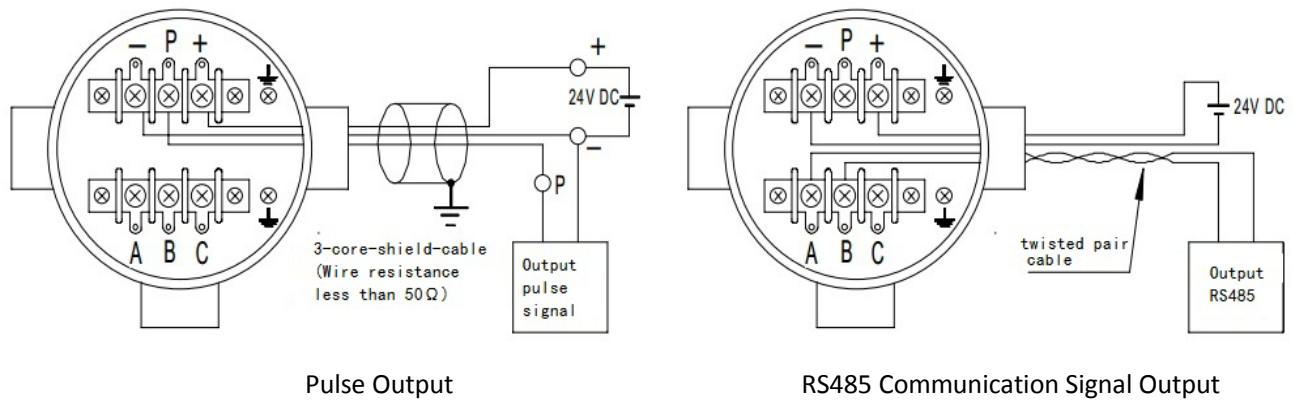 − P +
+
24V DC
−
P
A B C
3-core-shield-cable
(Wire resistance
less than 50Ω)
Output
pulse
signal
Pulse Output
− P +
24V DC
A B C
twisted pair
cable
Output
RS485
RS485 Communication Signal Output